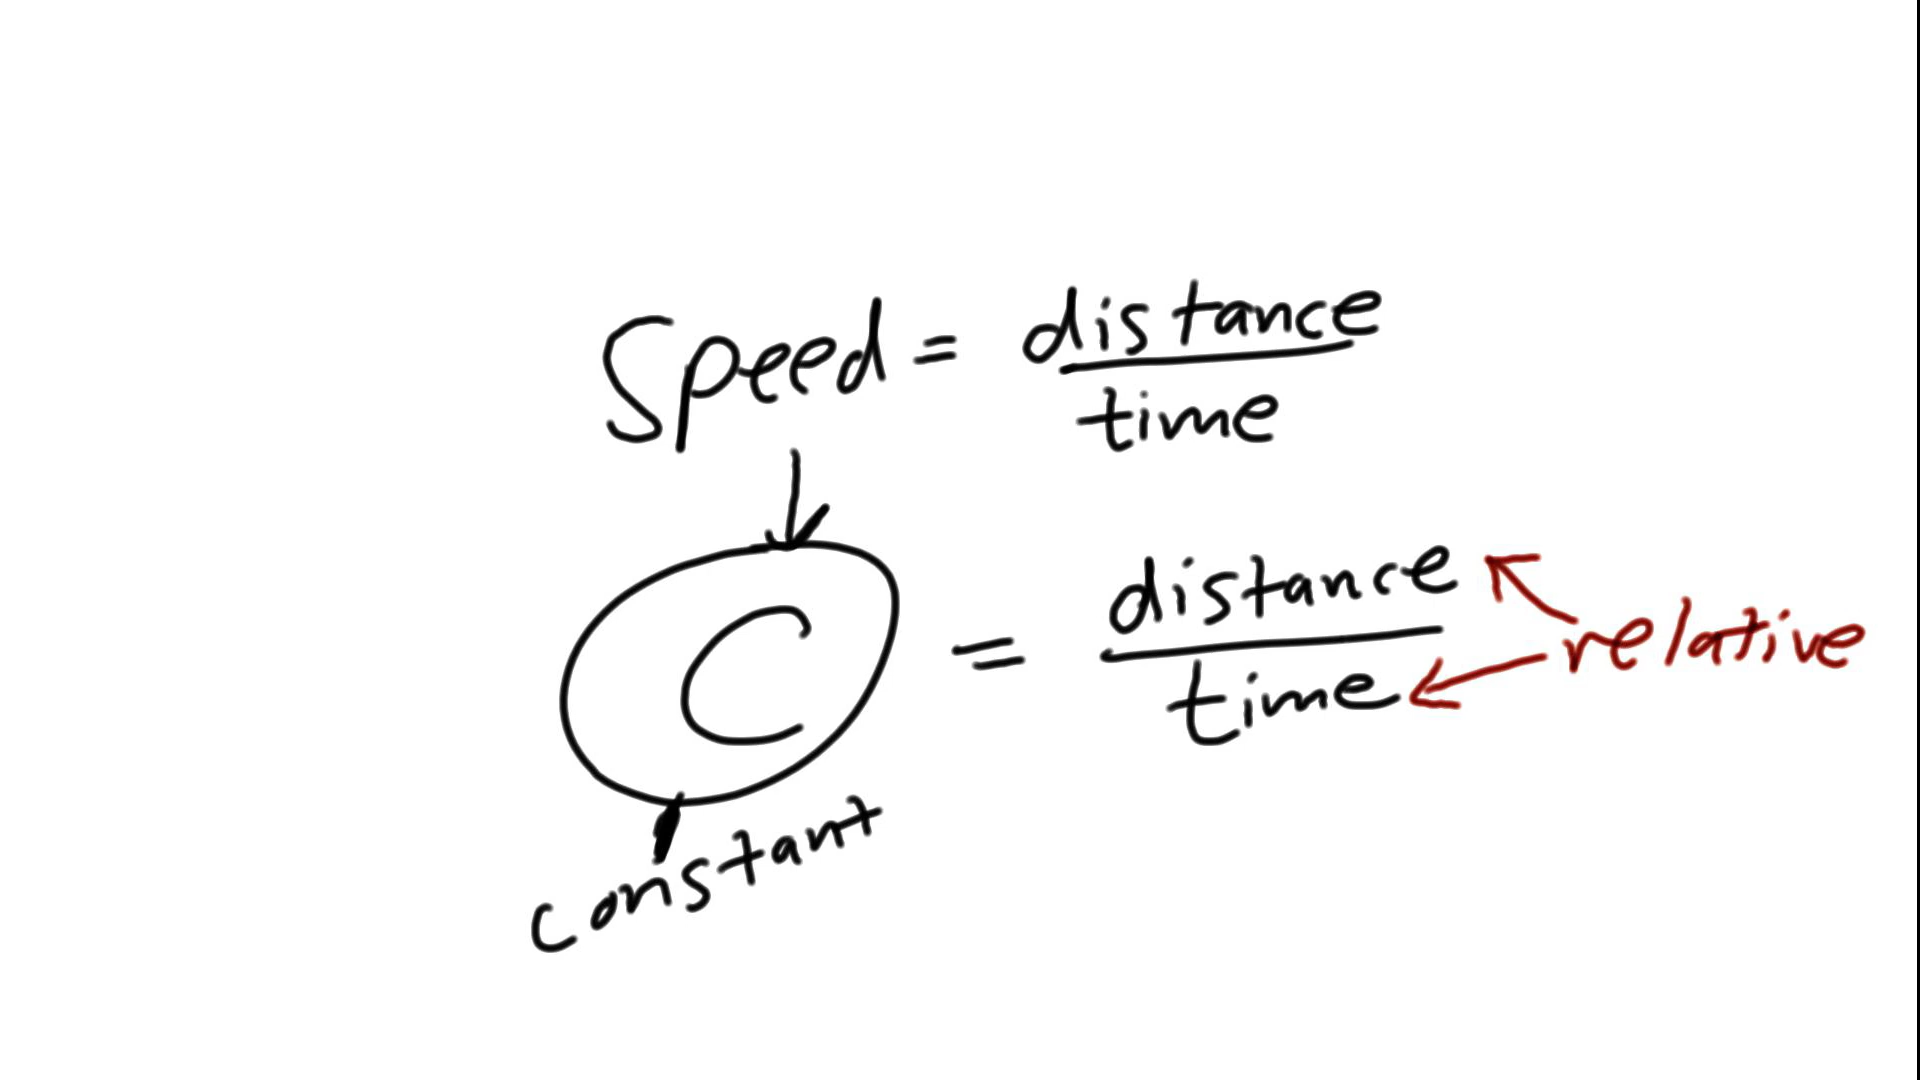 Speed = distance
time
C = distance
time
relative
constant